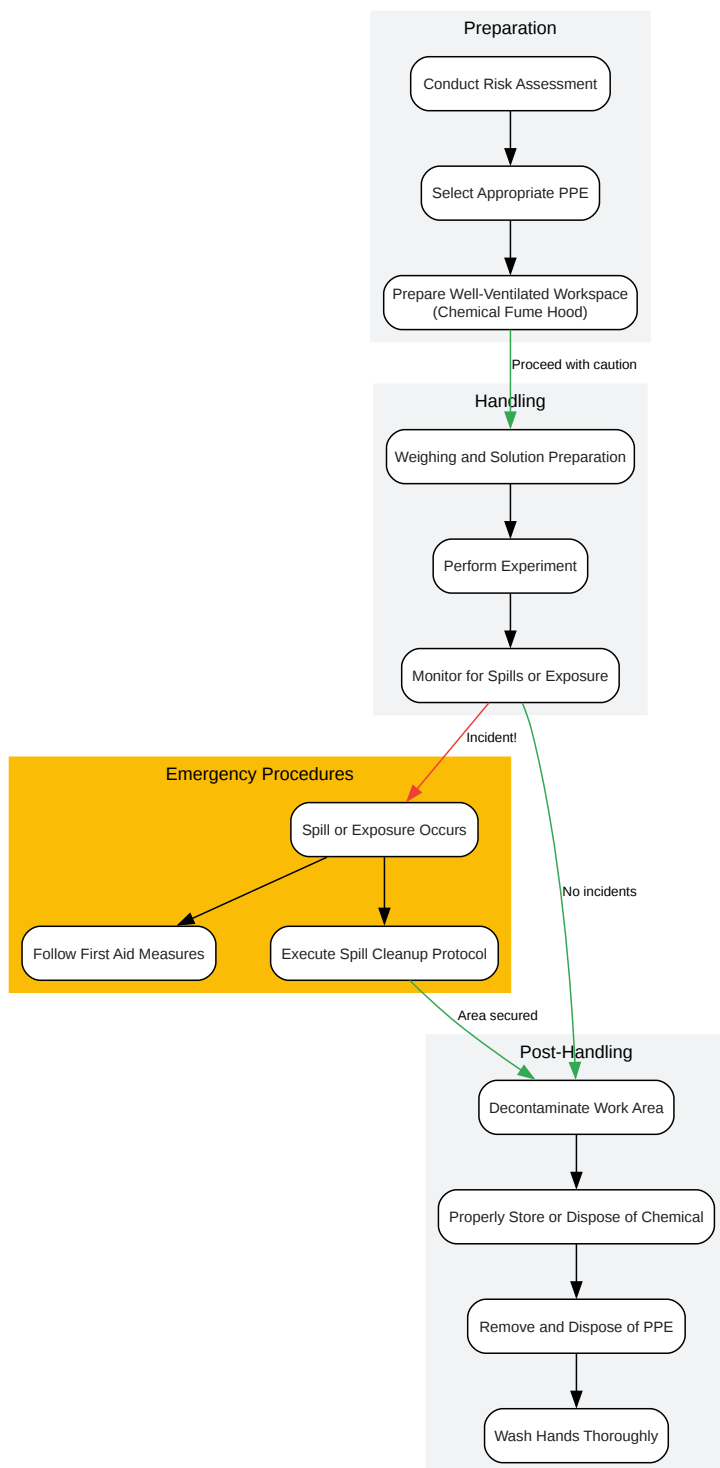 Preparation
Conduct Risk Assessment
Select Appropriate PPE
Prepare Well-Ventilated Workspace
(Chemical Fume Hood)
Proceed with caution
Handling
Weighing and Solution Preparation
Perform Experiment
Monitor for Spills or Exposure
Incident!
Emergency Procedures
Spill or Exposure Occurs
No incidents
Follow First Aid Measures
Execute Spill Cleanup Protocol
Area secured
Post-Handling
Decontaminate Work Area
Properly Store or Dispose of Chemical
Remove and Dispose of PPE
Wash Hands Thoroughly